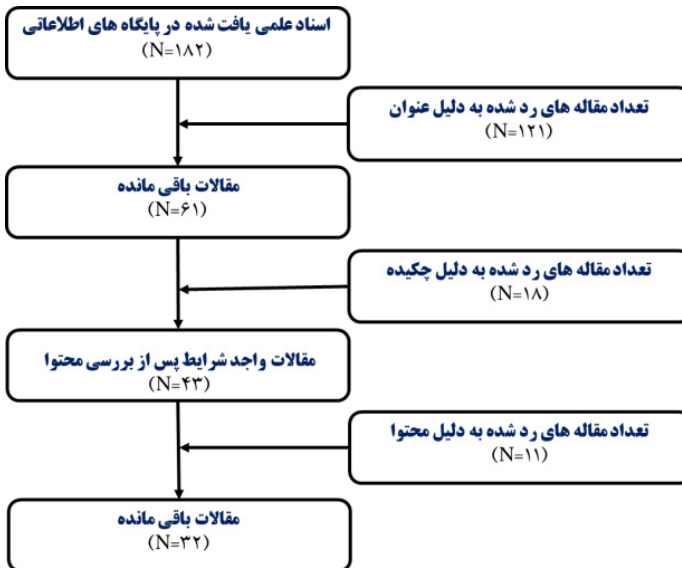 اسناد علمی یافت شده در پایگاه های اطلاعاتی
(N=۱۸۲)
تعداد مقاله های رد شده به دلیل عنوان
(N=۱۲۱)
مقالات باقی مانده
(N=۶۱)
تعداد مقاله های رد شده به دلیل چکیده
(N=۱۸)
مقالات واجد شرایط پس از بررسی محتوا
(N=۴۳)
تعداد مقاله های رد شده به دلیل محتوا
(N=۱۱)
مقالات باقی مانده
(N=۳۲)